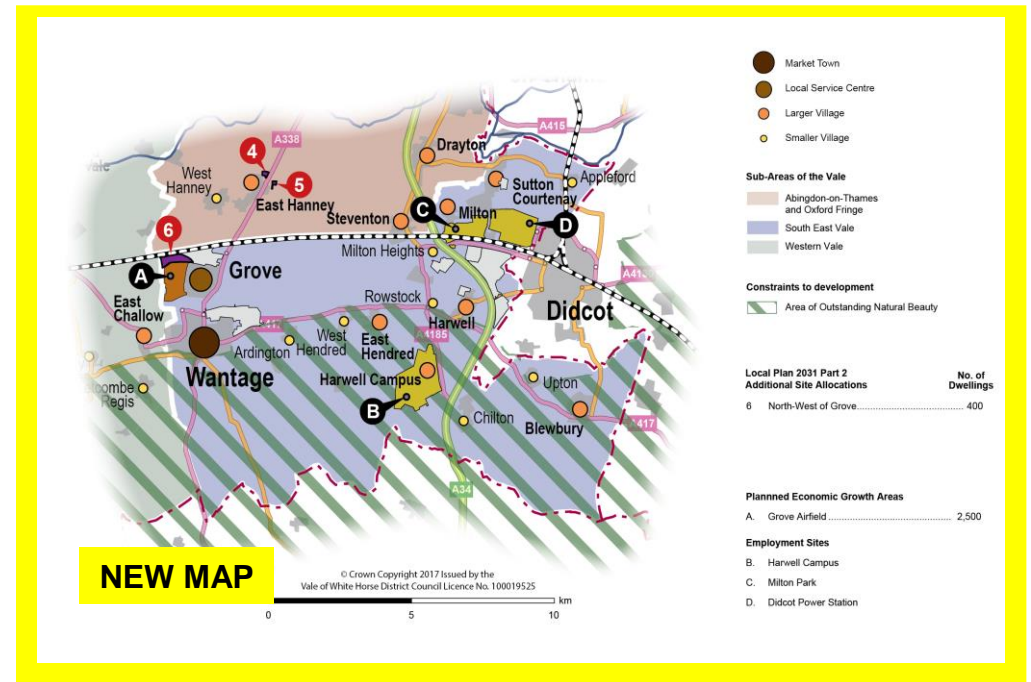 A338
4
West
Hanney
East Hanney
5
6
A
Grove
East
Challow
Wantage
Ardington
West
Hendred
East
Hendred
Harwell Campus
B
Steventon
Drayton
A415
Appleford
Sutton
Courtenay
C
Milton
D
Milton Heights
Rowstock
Harwell
A4185
Didcot
Upton
Blewbury
A417
Chilton
A34
Regis
NEW MAP
© Crown Copyright 2017 Issued by the
Vale of White Horse District Council Licence No. 100019525
km
0 5 10
Market Town
Local Service Centre
Larger Village
Smaller Village
Sub-Areas of the Vale
Abingdon-on-Thames
and Oxford Fringe
South East Vale
Western Vale
Constraints to development
Area of Outstanding Natural Beauty
Local Plan 2031 Part 2
Additional Site Allocations
No. of
Dwellings
6 North-West of Grove........................... 400
Plannned Economic Growth Areas
A. Grove Airfield ........................................ 2,500
Employment Sites
B. Harwell Campus
C. Milton Park
D. Didcot Power Station